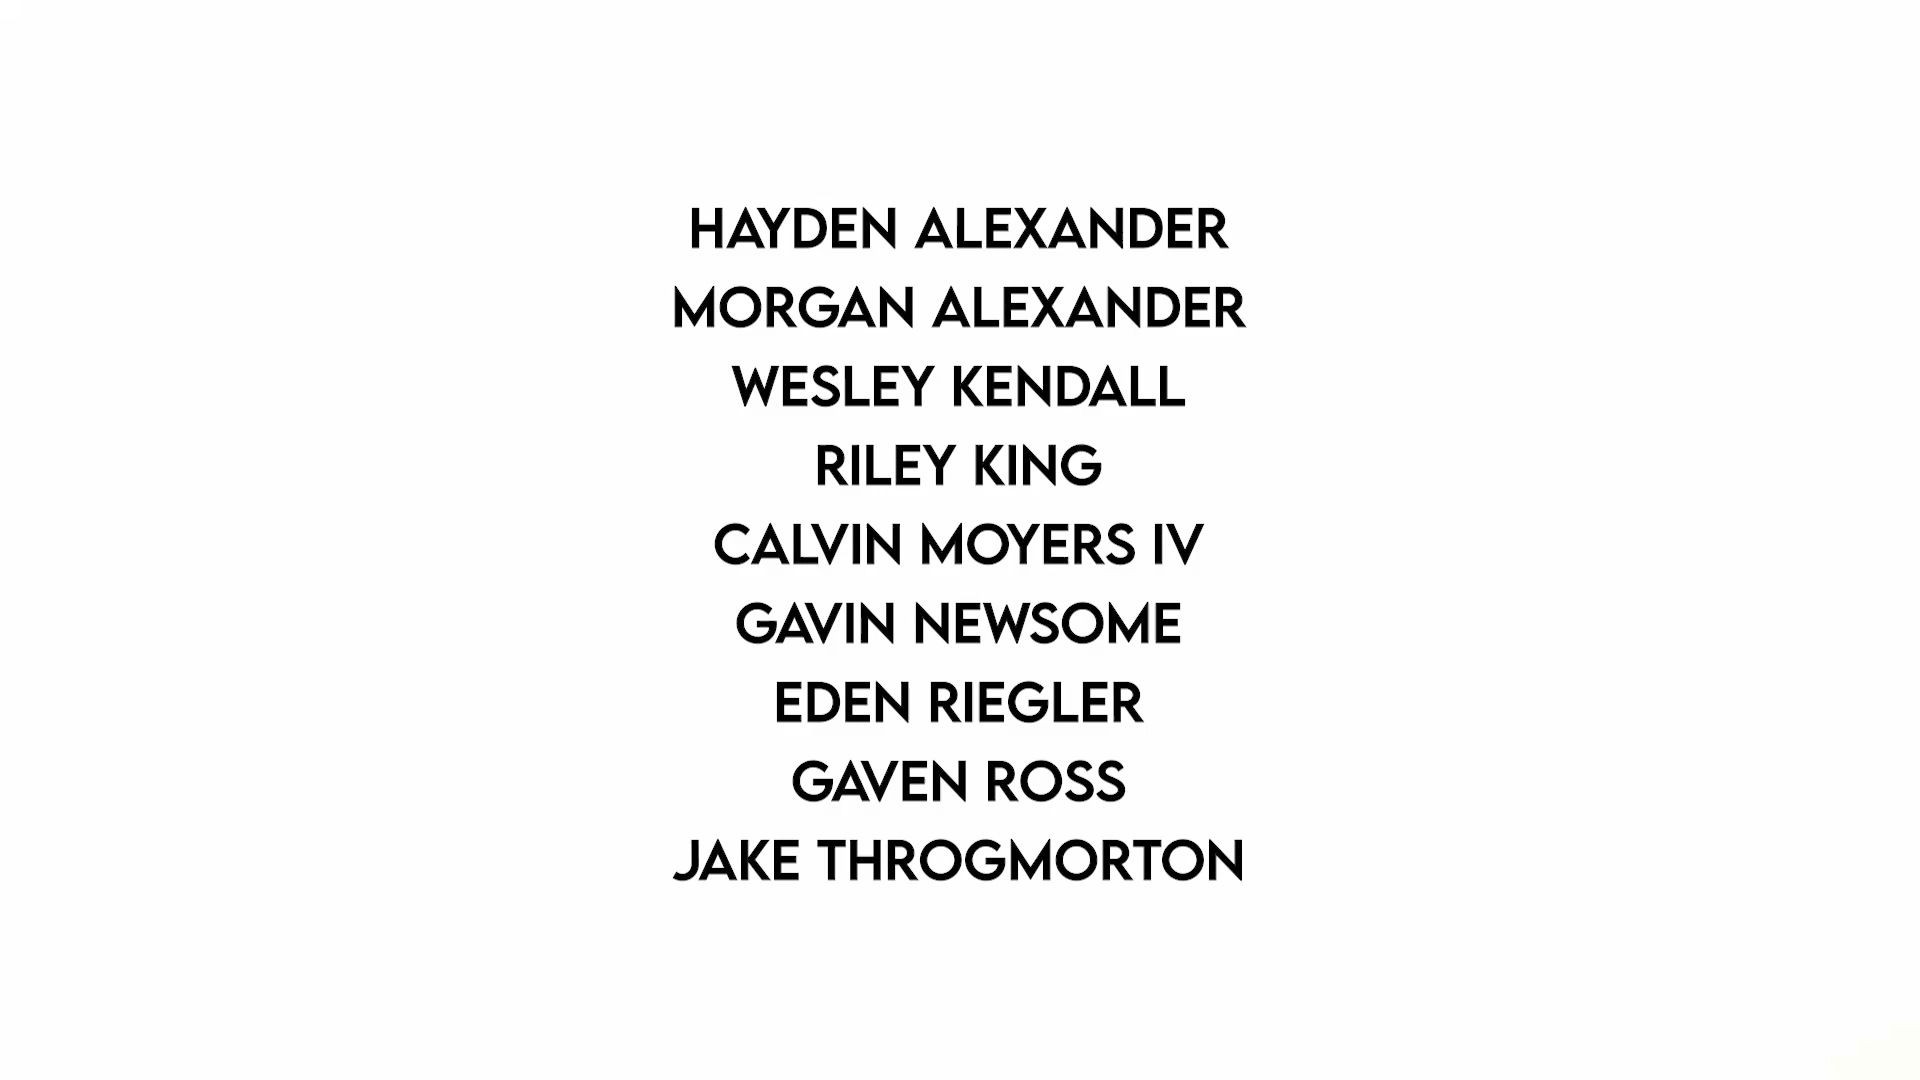 HAYDEN ALEXANDER
MORGAN ALEXANDER
WESLEY KENDALL
RILEY KING
CALVIN MOYERS IV
GAVIN NEWSOME
EDEN RIEGLER
GAVEN ROSS
JAKE THROGMORTON